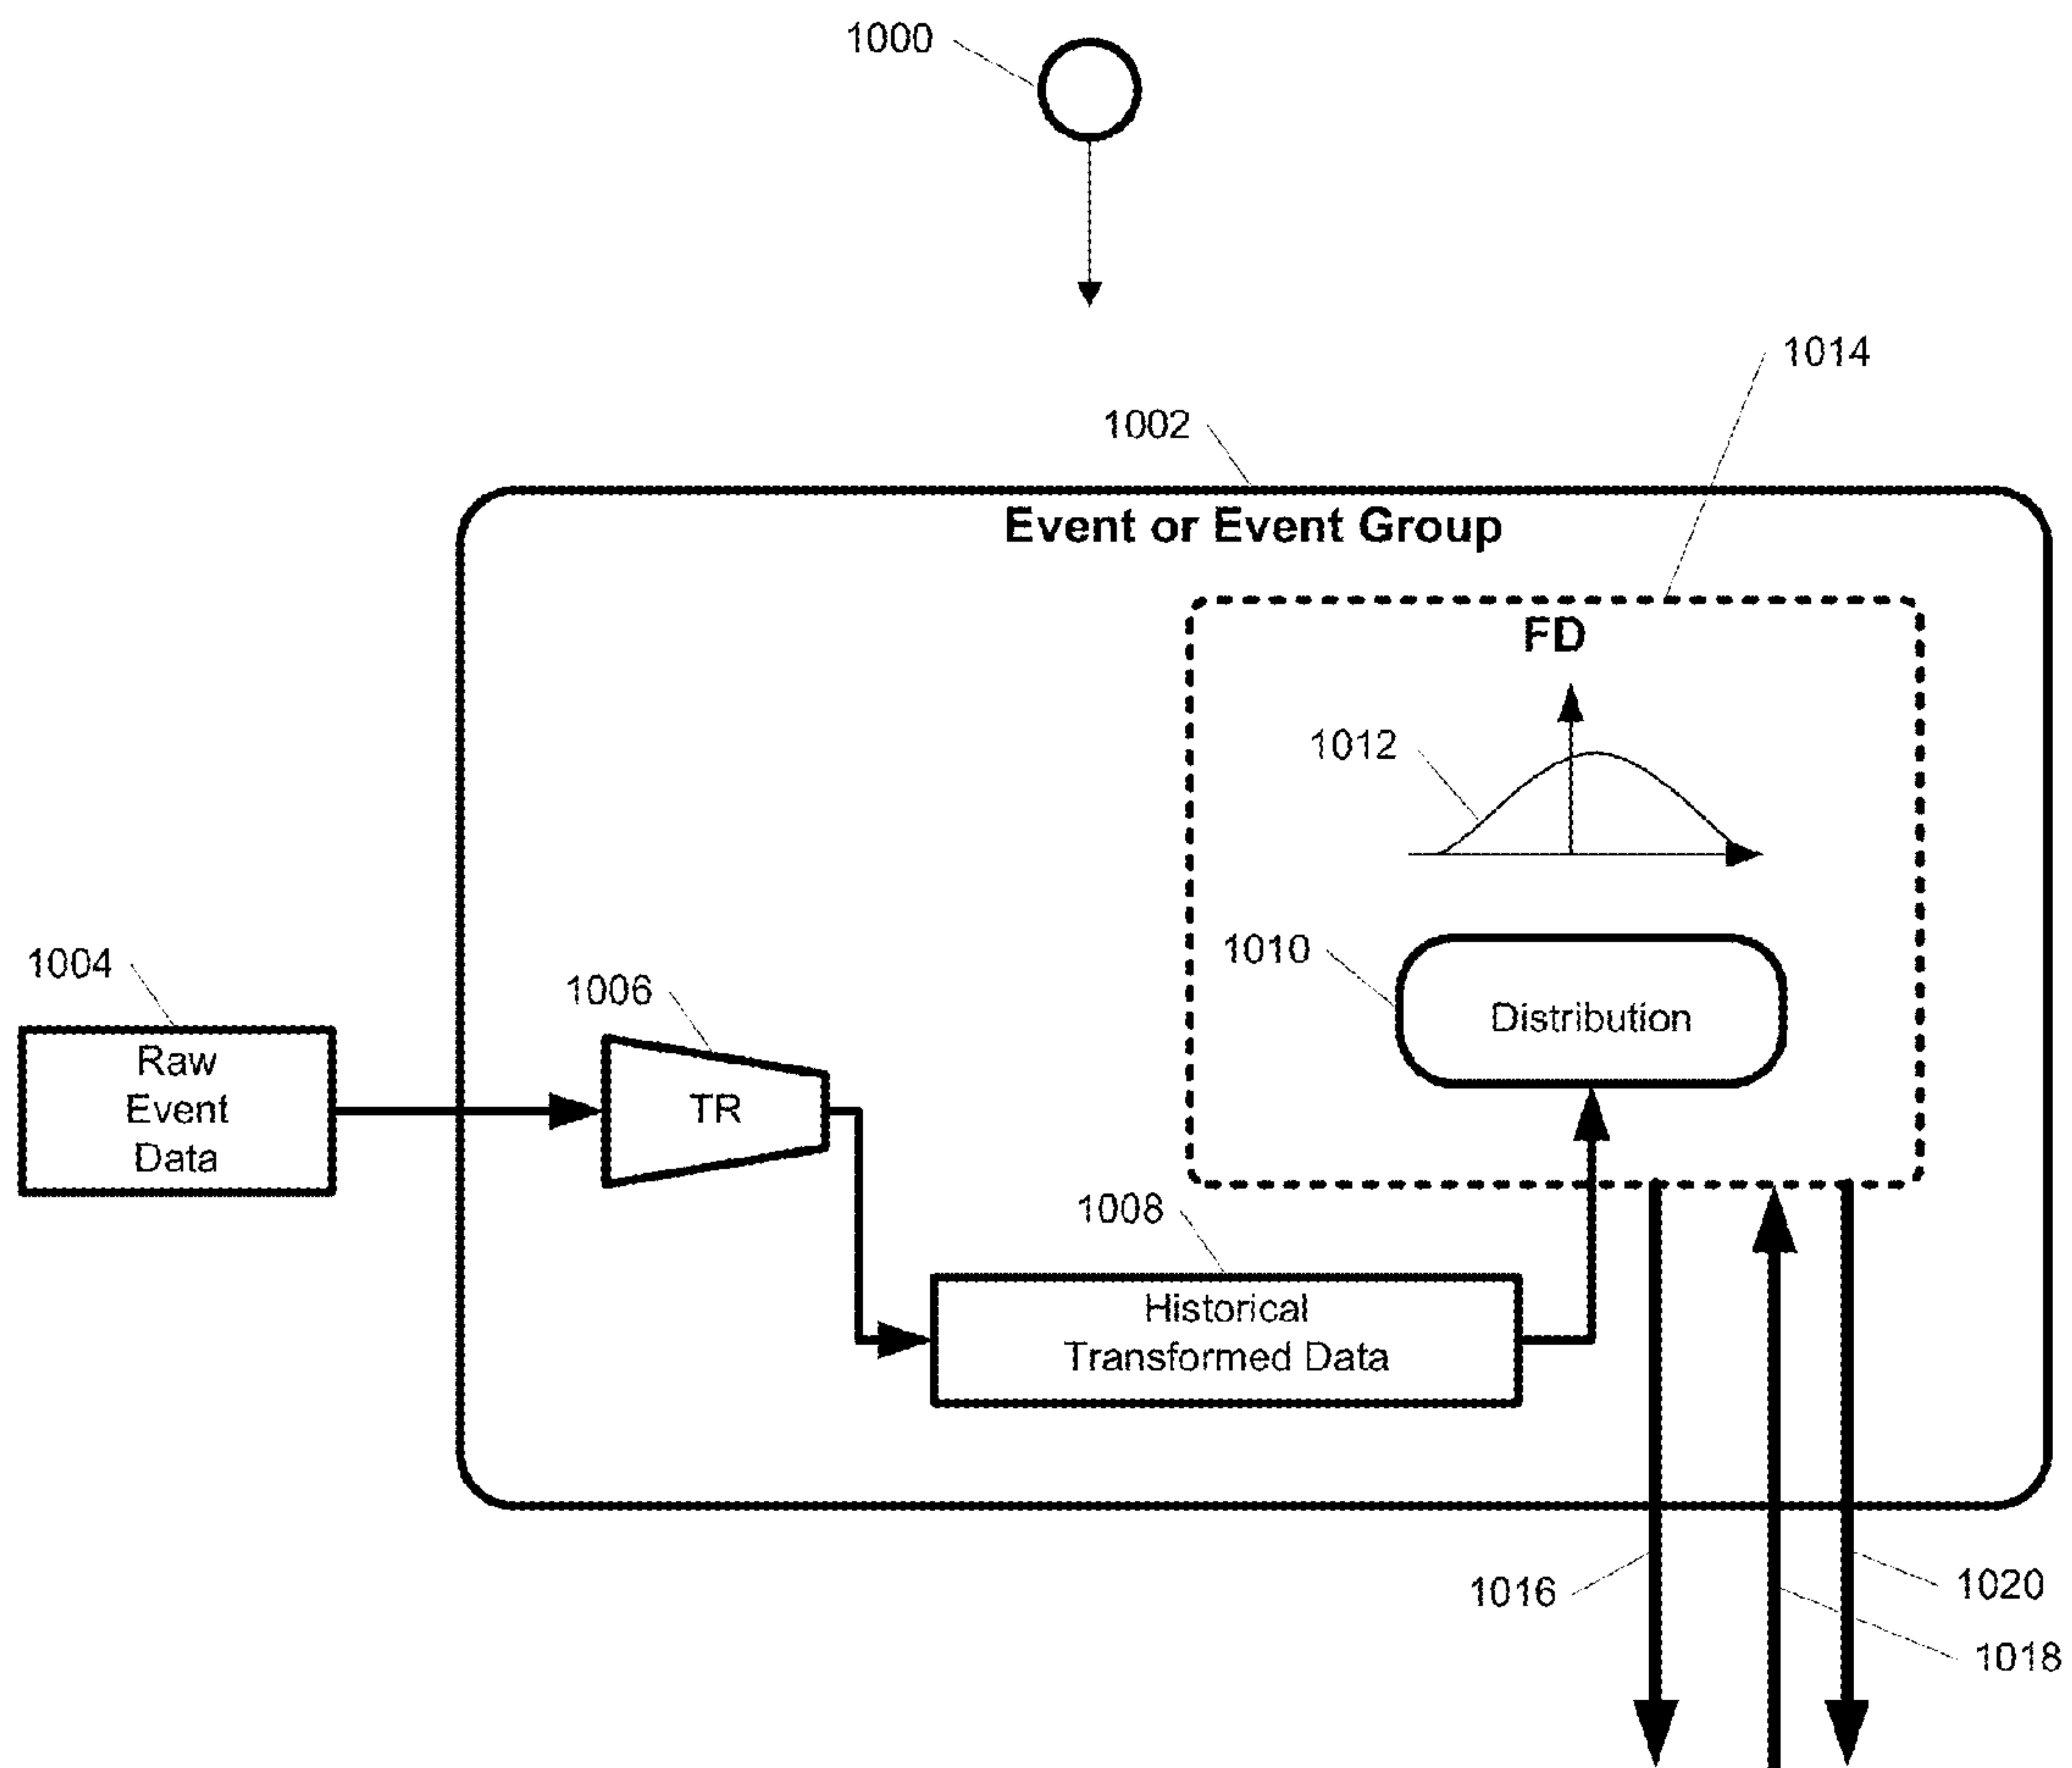 1000
1014
1002
Event or Event Group
FD
1012
1004
1010
1006
Raw
Event
Data
TR
Distribution
1008
Historical
Transformed Data
1016
1020
1018